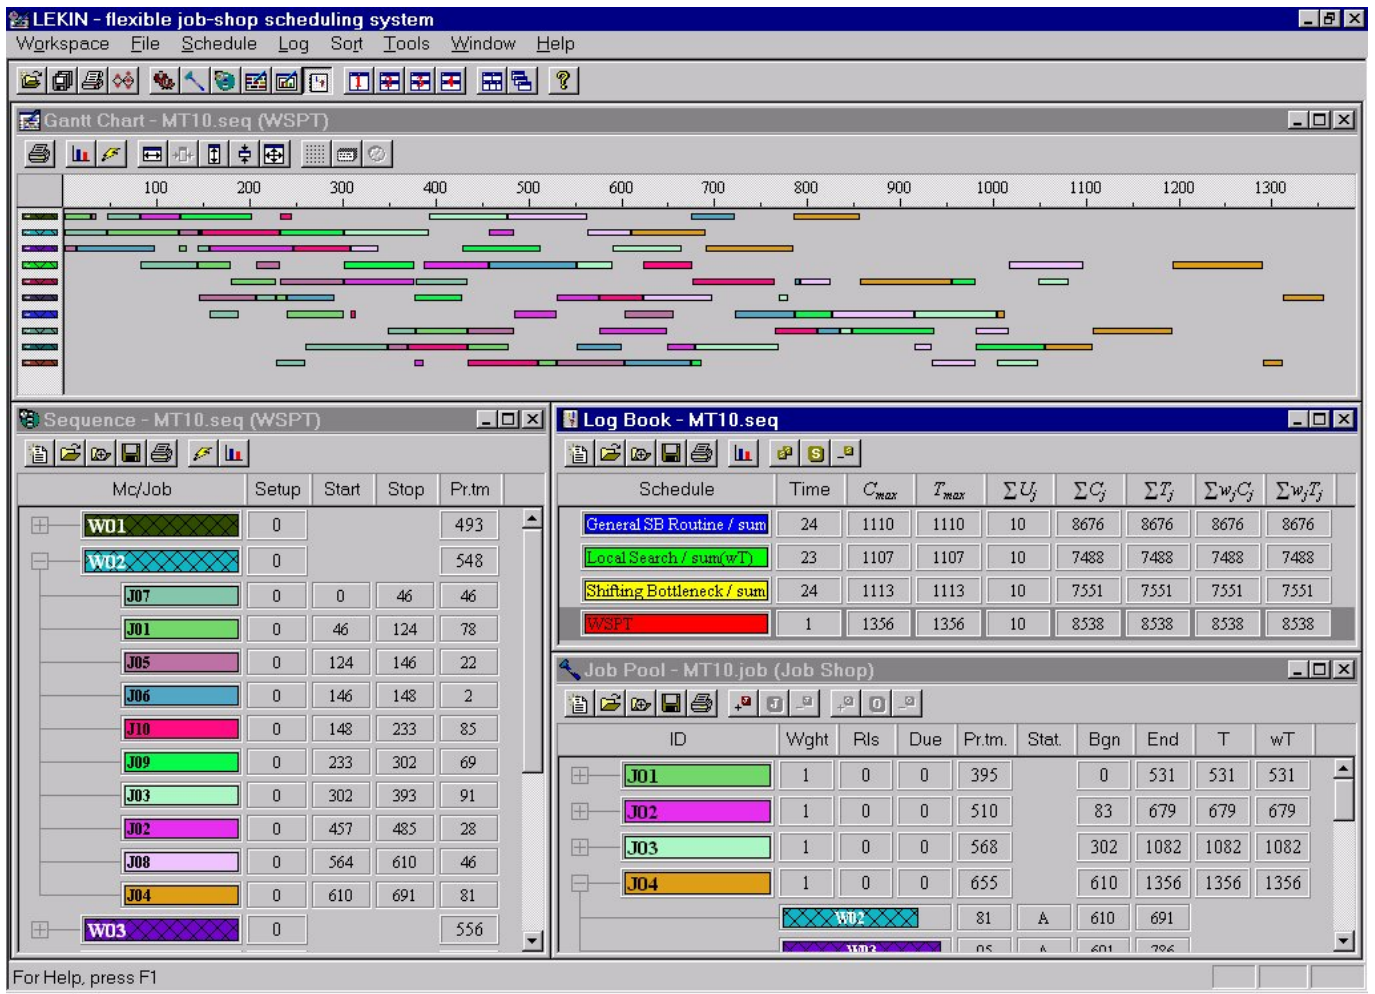 LEKIN - flexible job-shop scheduling system
Workspace File Schedule Log Sort Tools Window Help
Gantt Chart - MT10.seq (WSPT)
100 200 300 400 500 600 700 800 900 1000 1100 1200 1300
Sequence - MT10.seq (WSPT)
Mc/Job Setup Start Stop Pr.tm
W01 0 493
W02 0 548
J07 0 0 46 46
J01 0 46 124 78
J05 0 124 146 22
J06 0 146 148 2
J10 0 148 233 85
J09 0 233 302 69
J03 0 302 393 91
J02 0 457 485 28
J08 0 564 610 46
J04 0 610 691 81
W03 0 556
Log Book - MT10.seq
S
Schedule Time Cmax Tmax ΣUj ΣCj ΣTj ΣwjCj ΣwjTj
General SB Routine / sum 24 1110 1110 10 8676 8676 8676 8676
Local Search / sum(wT) 23 1107 1107 10 7488 7488 7488 7488
Shifting Bottleneck / sum 24 1113 1113 10 7551 7551 7551 7551
WSPT 1 1356 1356 10 8538 8538 8538 8538
Job Pool - MT10.job (Job Shop)
J O
ID Wght Rls Due Pr.tm. Stat. Bgn End T wT
J01 1 0 0 395 0 531 531 531
J02 1 0 0 510 83 679 679 679
J03 1 0 0 568 302 1082 1082 1082
J04 1 0 0 655 610 1356 1356 1356
W02 81 A 610 691
W03
For Help, press F1